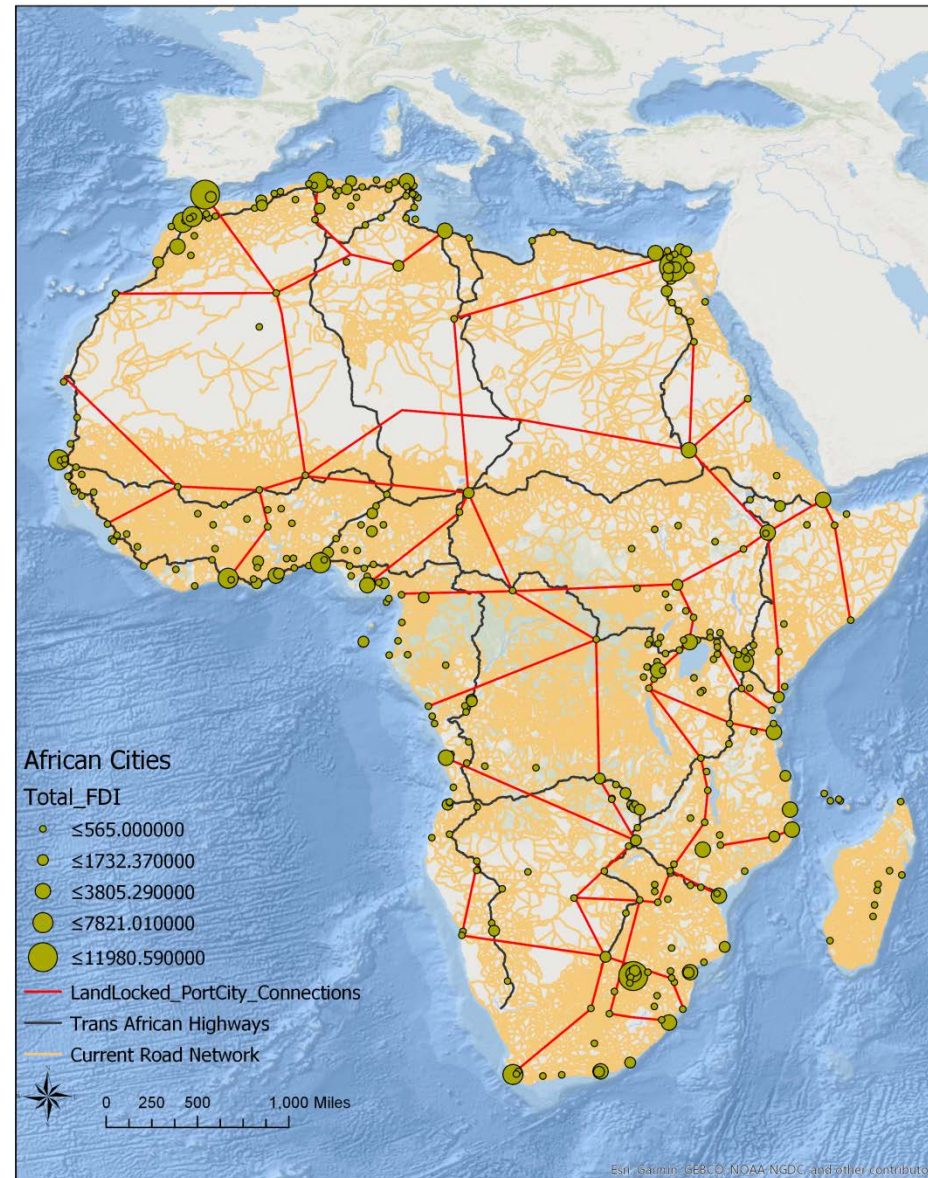 African Cities
Total_FDI
≤565.000000
≤1732.370000
≤3805.290000
≤7821.010000
≤11980.590000
LandLocked_PortCity_Connections
Trans African Highways
Current Road Network
0 250 500 1,000 Miles
Esri, Garmin, GEBCO, NOAA NGDC, and other contributo